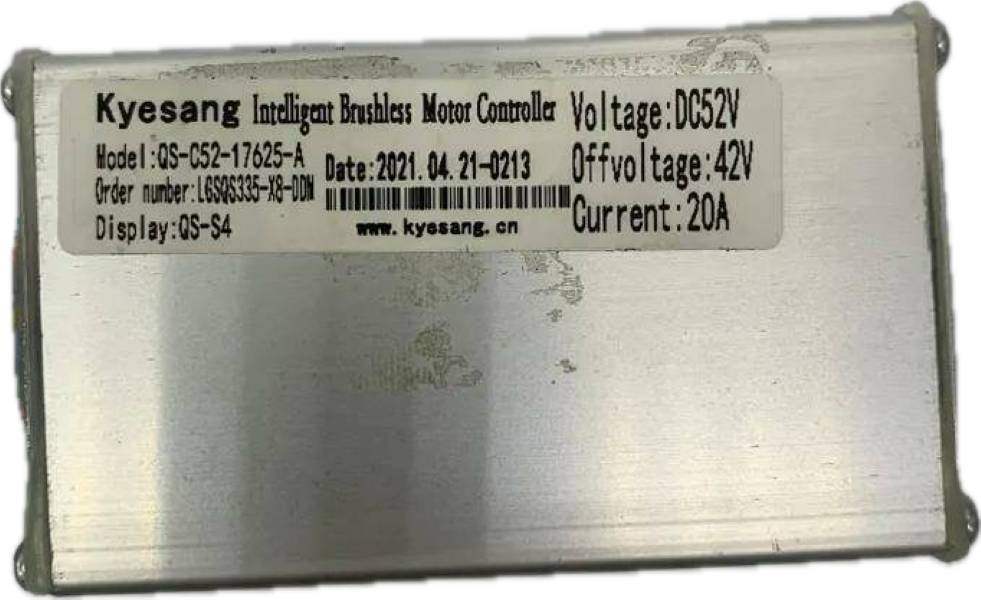 Kyesang Intelligent Brushless Motor Controller
Model:QS-C52-17625-A
Order number:LGSQS335-X8-DDN
Display:QS-S4
Date:2021.04.21-0213
www.kyesang.cn
Voltage:DC52V
Offvoltage:42V
Current:20A